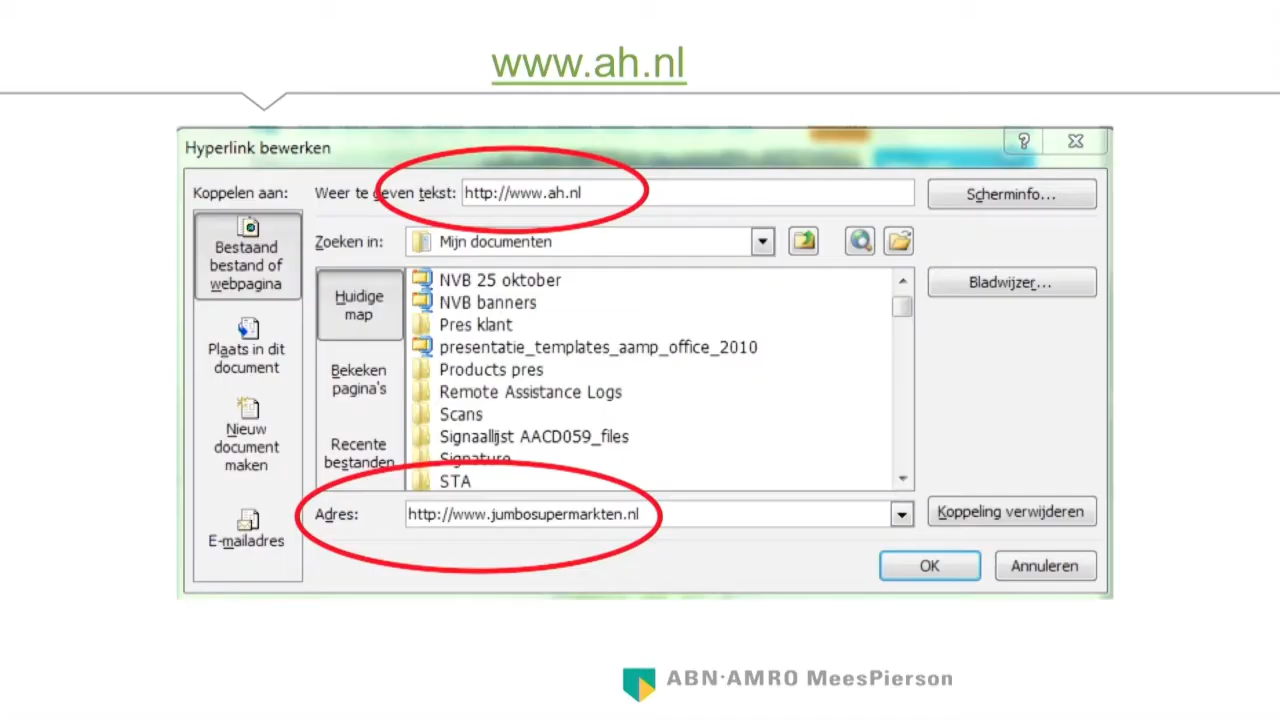 www.ah.nl
Hyperlink bewerken
?
Koppelen aan:
Weer te geven tekst: http://www.ah.nl
Scherminfo...
Bestaand
bestand of
webpagina
Zoeken in:
Mijn documenten
Huidige
map
Bekeken
pagina's
Recente
bestanden
NVB 25 oktober
NVB banners
Pres klant
presentatie_templates_aamp_office_2010
Products pres
Remote Assistance Logs
Scans
Signaallijst AACD059_files
Signature
STA
Bladwijzer...
Plaats in dit
document
Nieuw
document
maken
E-mailadres
Adres: http://www.jumbosupermarkten.nl
Koppeling verwijderen
OK
Annuleren
ABN·AMRO MeesPierson